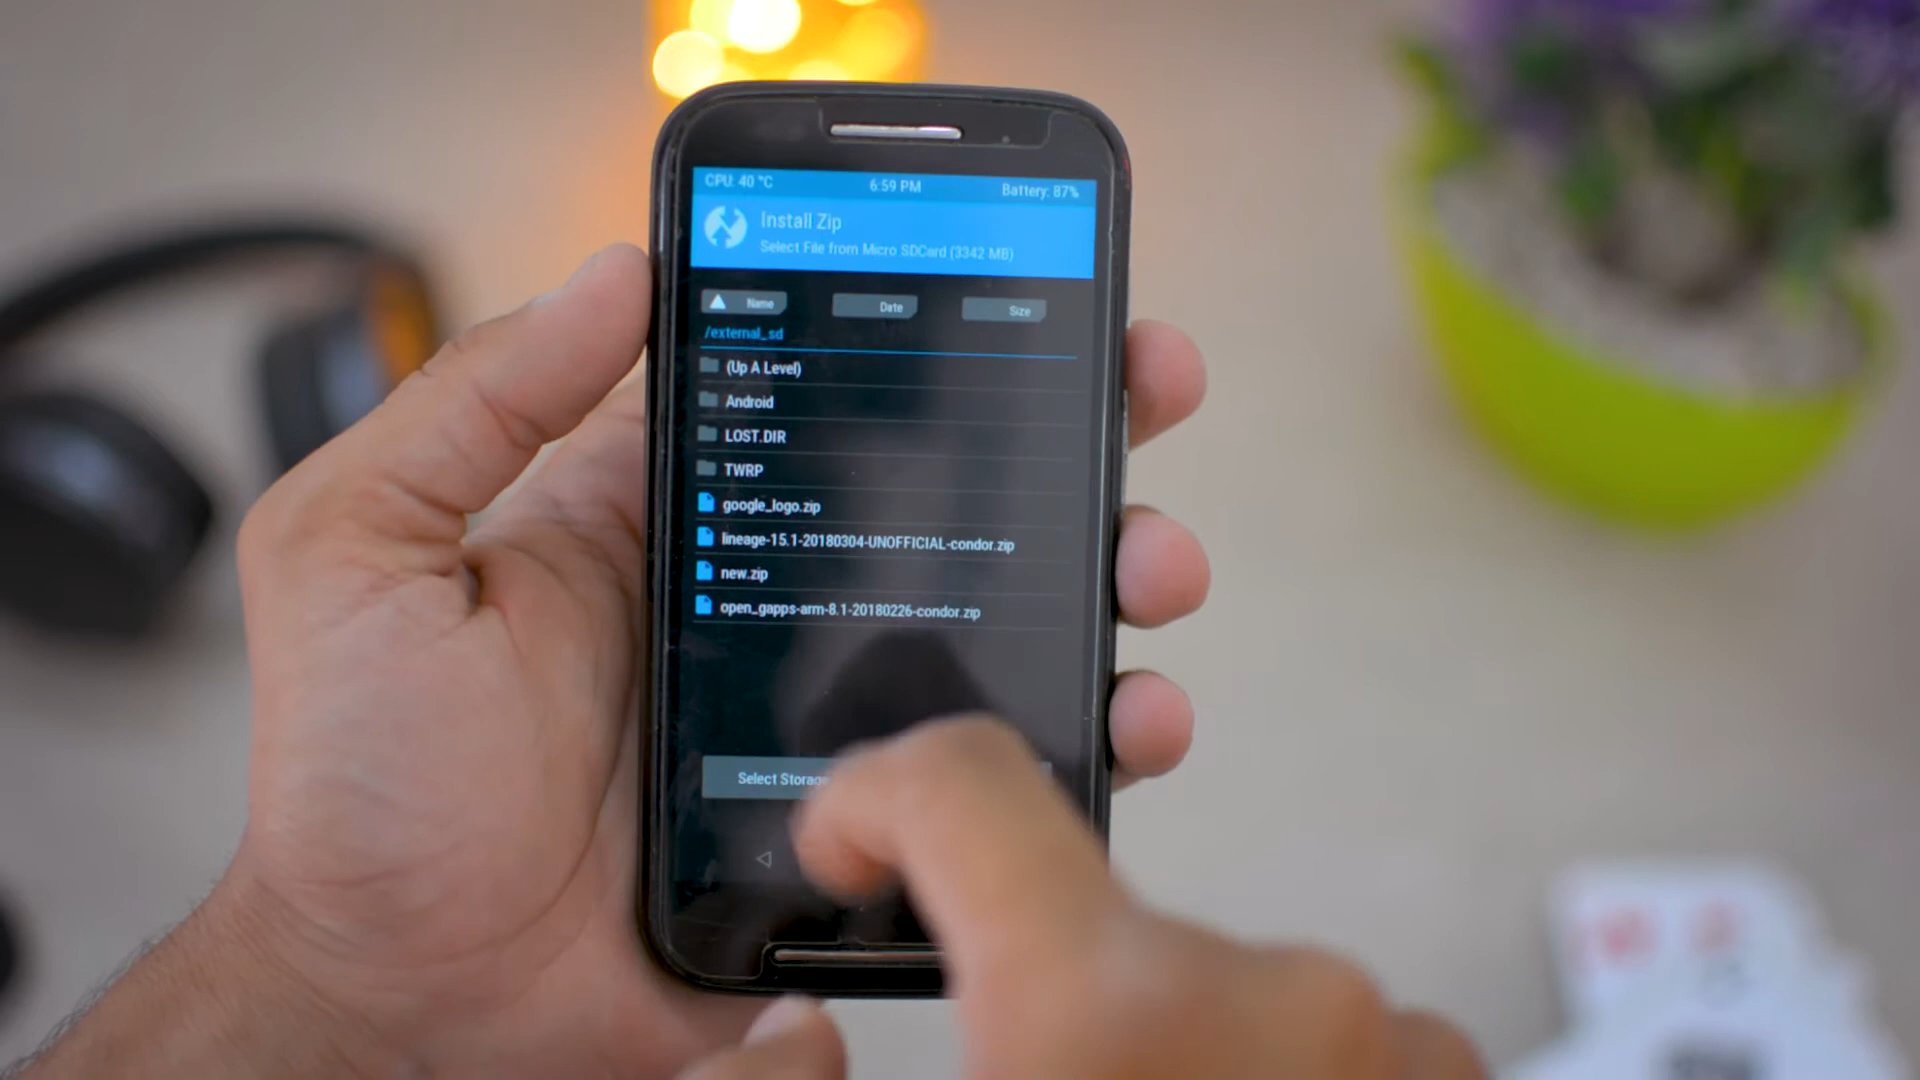 CPU: 40 °C 6:59 PM Battery: 87%
Install Zip
Select File from Micro SDCard (3342 MB)
Name Date Size
/external_sd
(Up A Level)
Android
LOST.DIR
TWRP
google_logo.zip
lineage-15.1-20180304-UNOFFICIAL-condor.zip
new.zip
open_gapps-arm-8.1-20180226-condor.zip
Select Storage